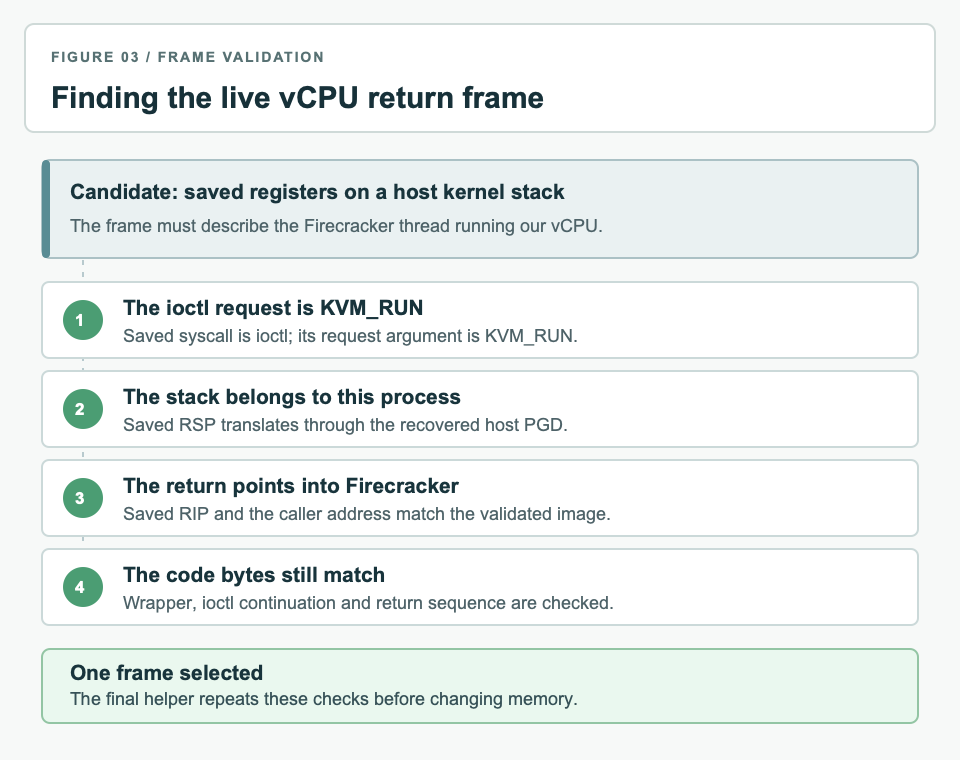 FIGURE 03 / FRAME VALIDATION
Finding the live vCPU return frame
Candidate: saved registers on a host kernel stack
The frame must describe the Firecracker thread running our vCPU.
1
The ioctl request is KVM_RUN
Saved syscall is ioctl; its request argument is KVM_RUN.
2
The stack belongs to this process
Saved RSP translates through the recovered host PGD.
3
The return points into Firecracker
Saved RIP and the caller address match the validated image.
4
The code bytes still match
Wrapper, ioctl continuation and return sequence are checked.
One frame selected
The final helper repeats these checks before changing memory.